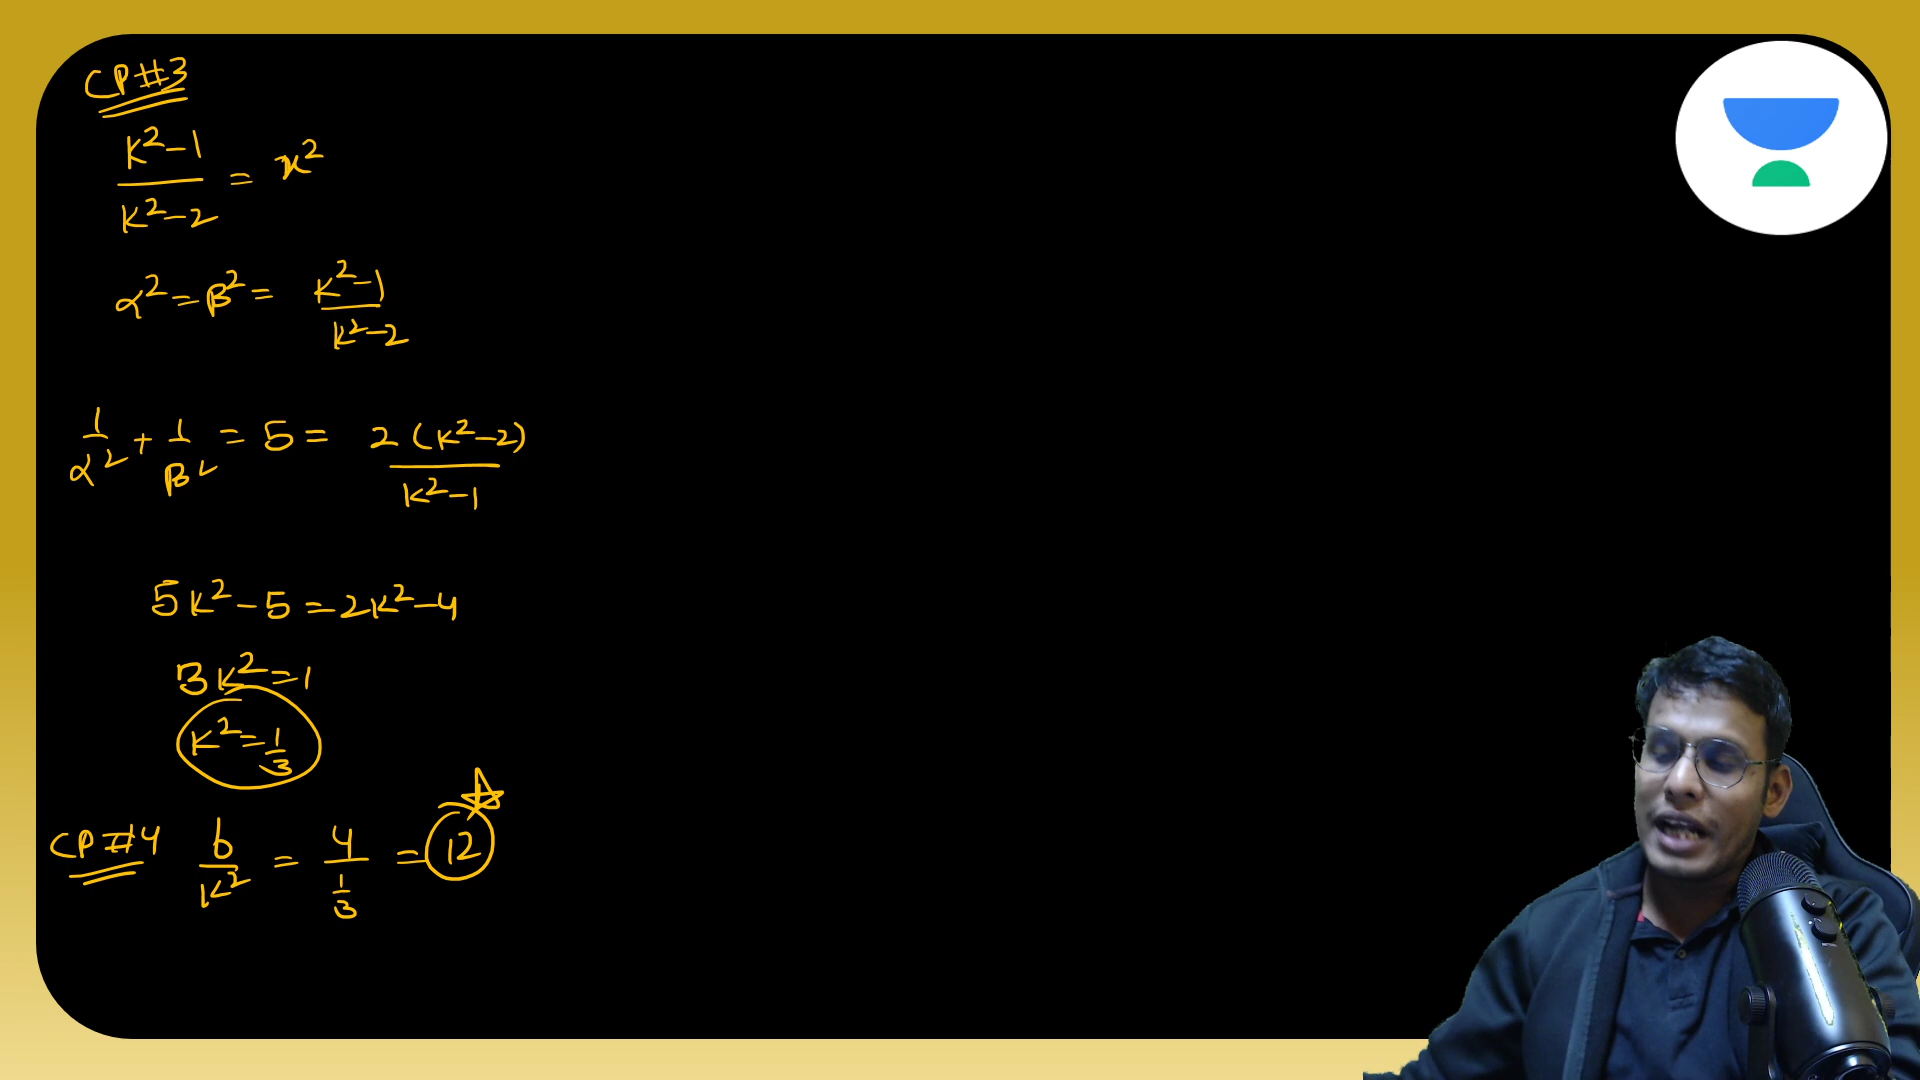 CP#3
K²-1/K²-2 = x²
α² = β² = K²-1/K²-2
1/α² + 1/β² = 5 = 2(K²-2)/K²-1
5K²-5 = 2K²-4
3K² = 1
K² = 1/3
CP#4 b/K² = 4/(1/3) = 12